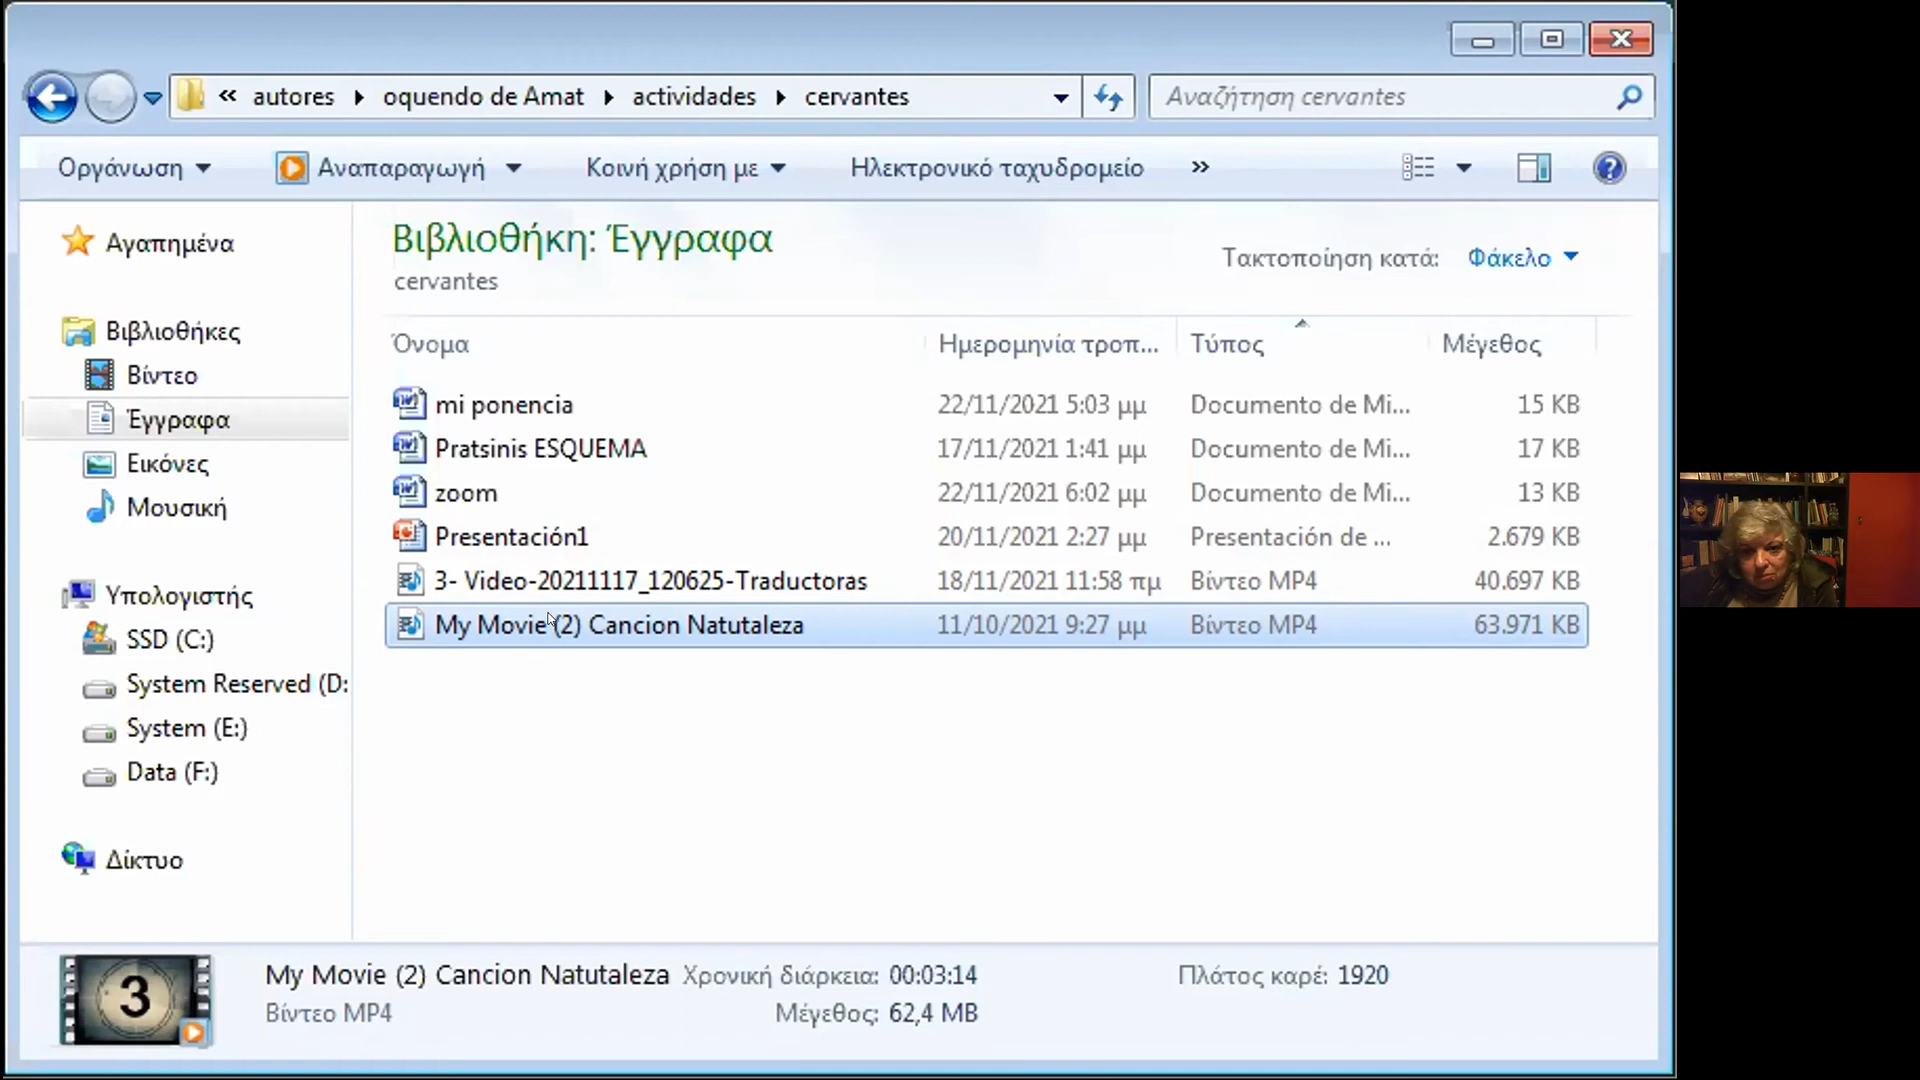 « autores ▸ oquendo de Amat ▸ actividades ▸ cervantes
Αναζήτηση cervantes
Οργάνωση Αναπαραγωγή Κοινή χρήση με Ηλεκτρονικό ταχυδρομείο »
Αγαπημένα
Βιβλιοθήκες
Βίντεο
Έγγραφα
Εικόνες
Μουσική
Υπολογιστής
SSD (C:)
System Reserved (D:
System (E:)
Data (F:)
Δίκτυο
Βιβλιοθήκη: Έγγραφα
cervantes
Τακτοποίηση κατά: Φάκελο
Όνομα Ημερομηνία τροπ... Τύπος Μέγεθος
mi ponencia 22/11/2021 5:03 μμ Documento de Mi... 15 KB
Pratsinis ESQUEMA 17/11/2021 1:41 μμ Documento de Mi... 17 KB
zoom 22/11/2021 6:02 μμ Documento de Mi... 13 KB
Presentación1 20/11/2021 2:27 μμ Presentación de ... 2.679 KB
3- Video-20211117_120625-Traductoras 18/11/2021 11:58 πμ Βίντεο MP4 40.697 KB
My Movie (2) Cancion Natutaleza 11/10/2021 9:27 μμ Βίντεο MP4 63.971 KB
3
My Movie (2) Cancion Natutaleza Χρονική διάρκεια: 00:03:14 Πλάτος καρέ: 1920
Βίντεο MP4 Μέγεθος: 62,4 MB